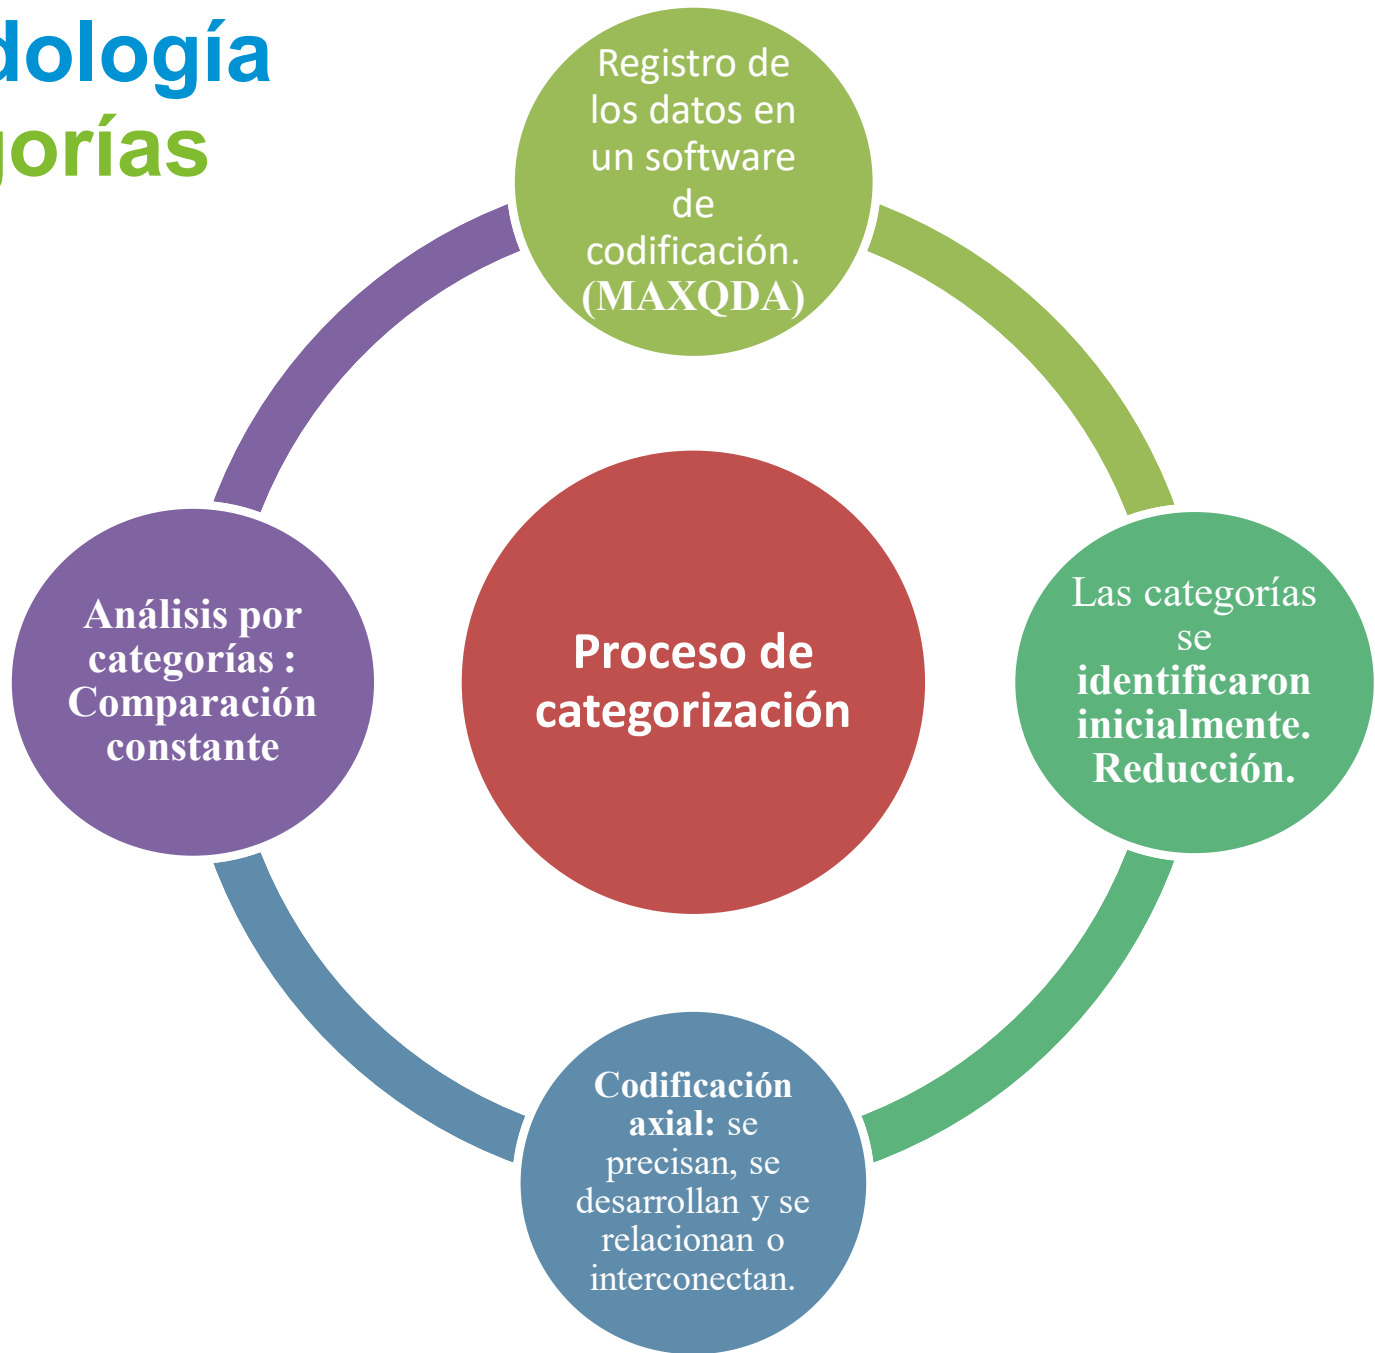 dología
gorías
Registro de
los datos en
un software
de
codificación.
(MAXQDA)
Las categorías
se
identificaron
inicialmente.
Reducción.
Codificación
axial: se
precisan, se
desarrollan y se
relacionan o
interconectan.
Análisis por
categorías :
Comparación
constante
Proceso de
categorización